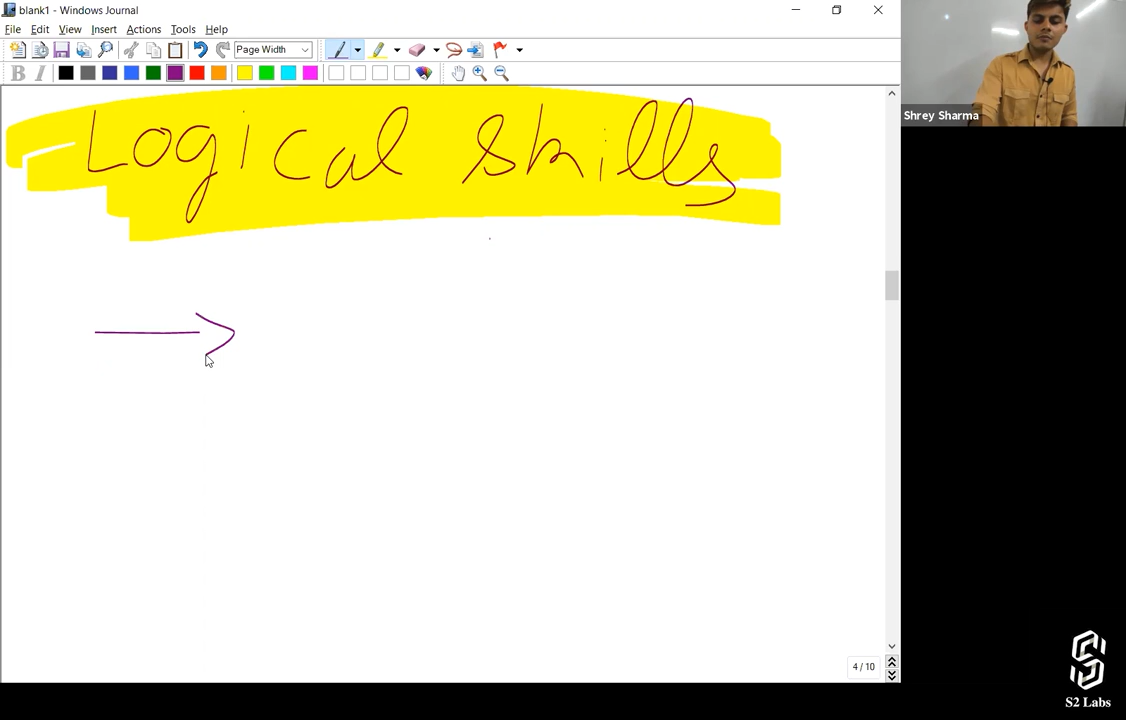 blank1 - Windows Journal
File Edit View Insert Actions Tools Help
Page Width
B I
Logical Skills
4 / 10
Shrey Sharma
S2 Labs